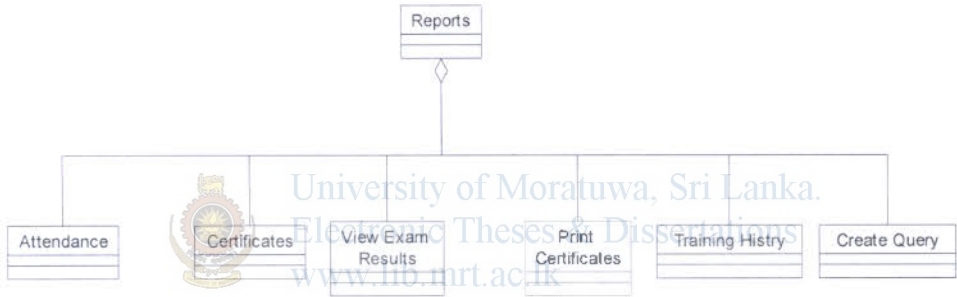 Reports
University of Moratuwa, Sri Lanka.
Electronic Theses & Dissertations
www.lib.mrt.ac.lk
Attendance
Certificates
View Exam
Results
Print
Certificates
Training Histry
Create Query